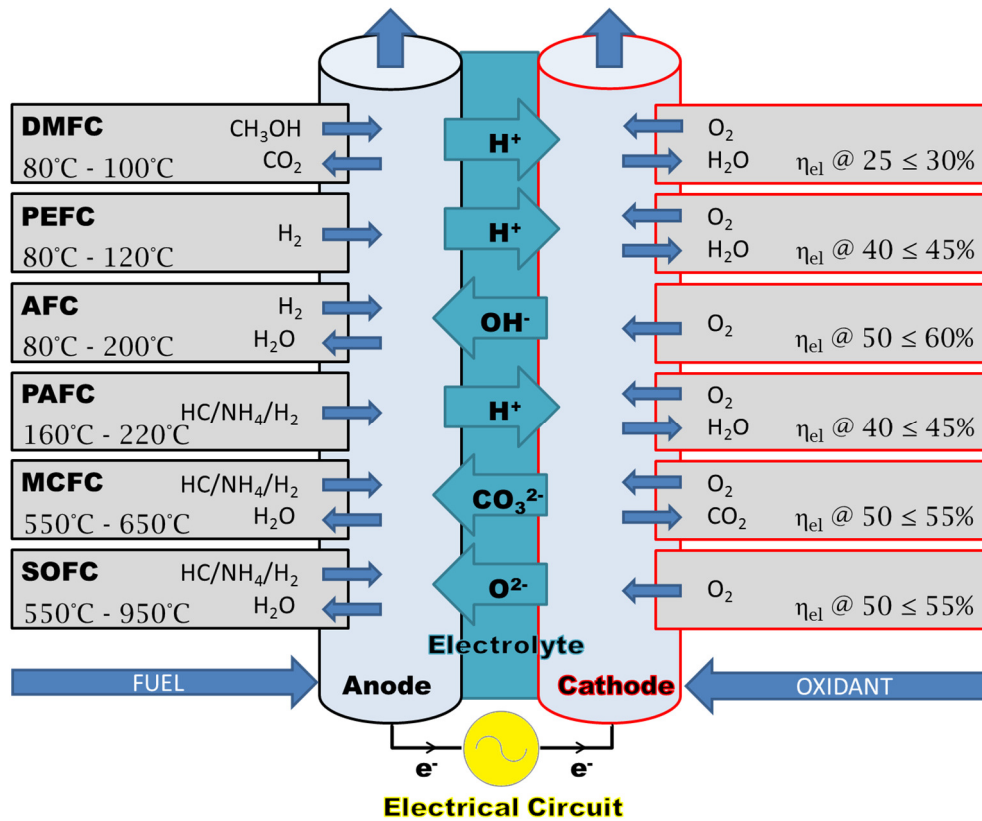 DMFC
80°C - 100°C
CH₃OH
CO₂
H⁺
O₂
H₂O
ηel @ 25 ≤ 30%
PEFC
80°C - 120°C
H₂
H⁺
O₂
H₂O
ηel @ 40 ≤ 45%
AFC
80°C - 200°C
H₂
H₂O
OH⁻
O₂
ηel @ 50 ≤ 60%
PAFC
160°C - 220°C
HC/NH₄/H₂
H⁺
O₂
H₂O
ηel @ 40 ≤ 45%
MCFC
550°C - 650°C
HC/NH₄/H₂
H₂O
CO₃²⁻
O₂
CO₂
ηel @ 50 ≤ 55%
SOFC
550°C - 950°C
HC/NH₄/H₂
H₂O
O²⁻
O₂
ηel @ 50 ≤ 55%
Electrolyte
FUEL
Anode
Cathode
OXIDANT
e⁻
e⁻
Electrical Circuit